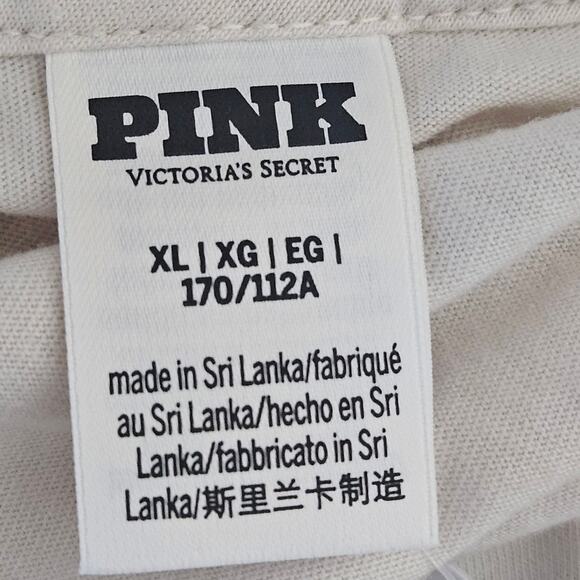 PINK
VICTORIA'S SECRET
XL | XG | EG |
170/112A
made in Sri Lanka/fabriqué
au Sri Lanka/hecho en Sri
Lanka/fabbricato in Sri
Lanka/斯里兰卡制造